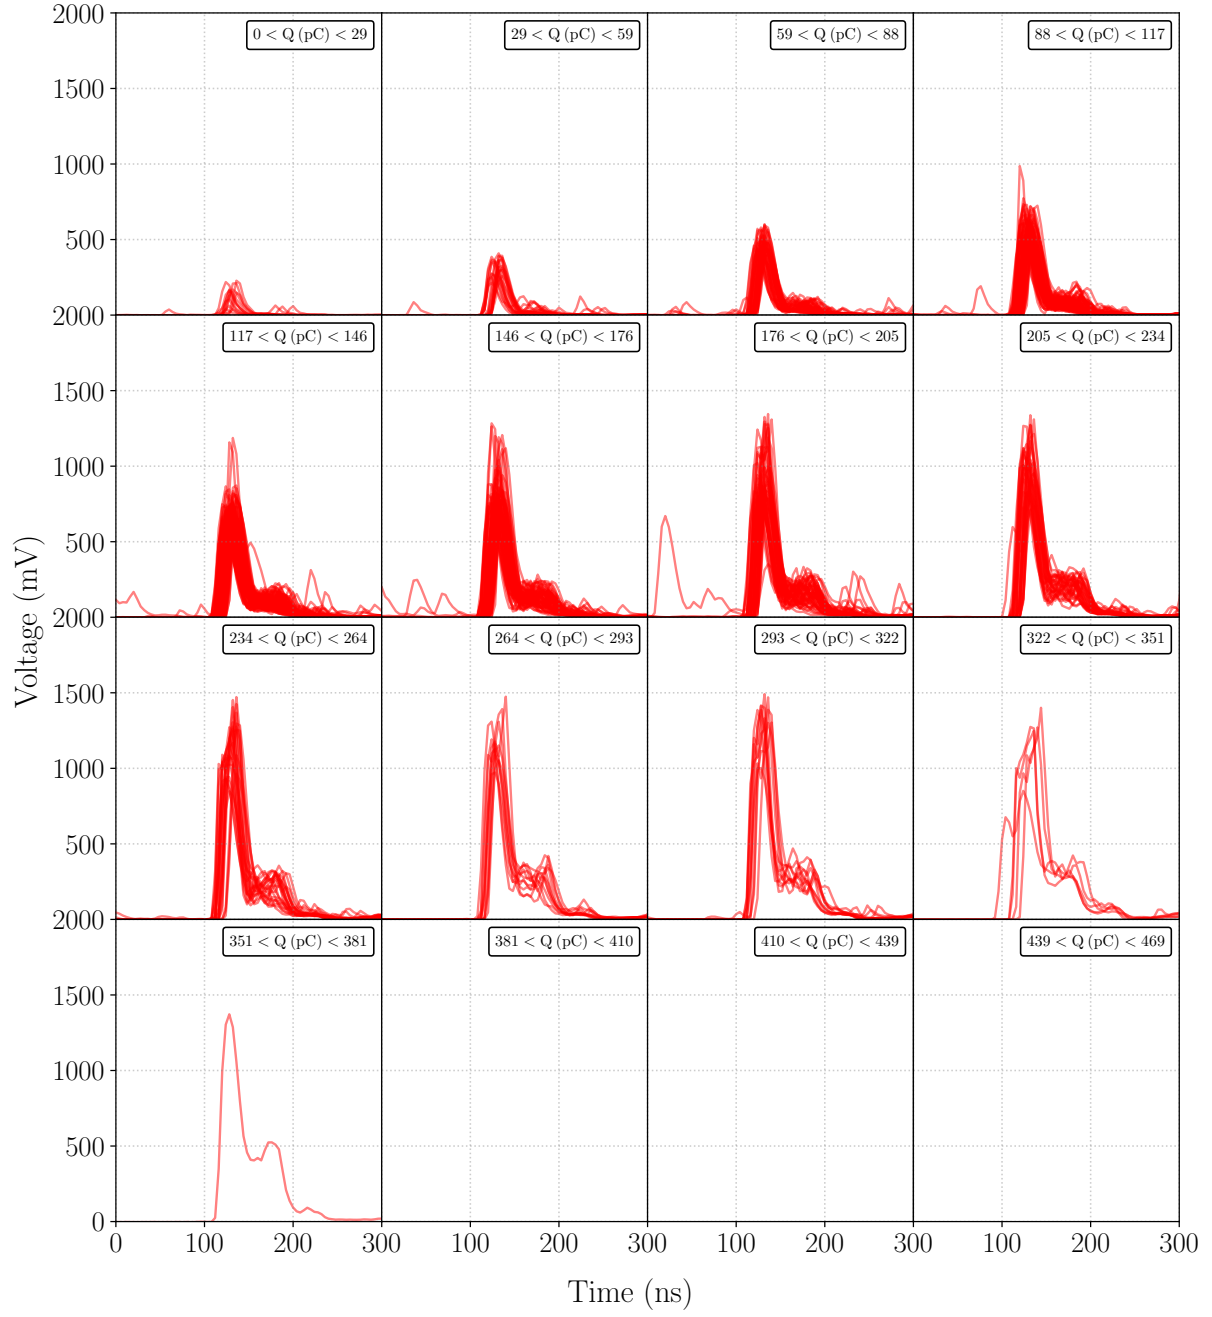 2000
0 < Q (pC) < 29
29 < Q (pC) < 59
59 < Q (pC) < 88
88 < Q (pC) < 117
1500
1000
500
2000
117 < Q (pC) < 146
146 < Q (pC) < 176
176 < Q (pC) < 205
205 < Q (pC) < 234
1500
1000
500
2000
234 < Q (pC) < 264
264 < Q (pC) < 293
293 < Q (pC) < 322
322 < Q (pC) < 351
1500
1000
500
2000
351 < Q (pC) < 381
381 < Q (pC) < 410
410 < Q (pC) < 439
439 < Q (pC) < 469
1500
1000
500
0
Voltage (mV)
0 100 200 300 100 200 300 100 200 300 100 200 300
Time (ns)